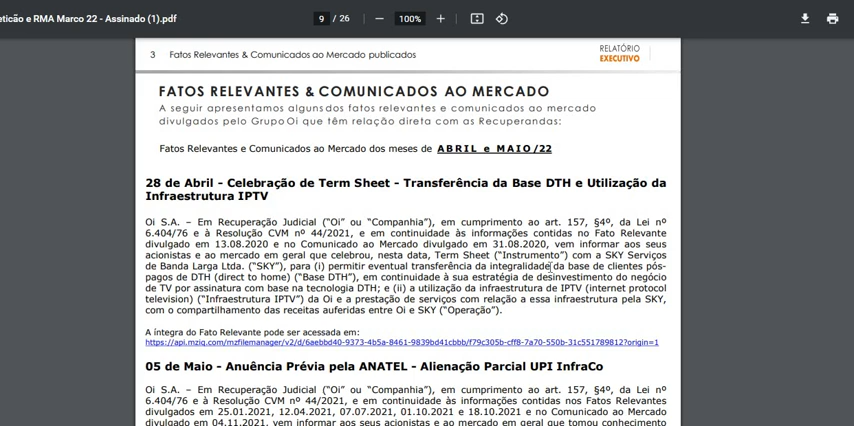 etição e RMA Marco 22 - Assinado (1).pdf
9 / 26
100%
3 Fatos Relevantes & Comunicados ao Mercado publicados
RELATÓRIO
EXECUTIVO
FATOS RELEVANTES & COMUNICADOS AO MERCADO
A seguir apresentamos alguns dos fatos relevantes e comunicados ao mercado
divulgados pelo Grupo Oi que têm relação direta com as Recuperandas:
Fatos Relevantes e Comunicados ao Mercado dos meses de ABRIL e MAIO/22
28 de Abril - Celebração de Term Sheet - Transferência da Base DTH e Utilização da
Infraestrutura IPTV
Oi S.A. – Em Recuperação Judicial (“Oi” ou “Companhia”), em cumprimento ao art. 157, §4º, da Lei nº
6.404/76 e à Resolução CVM nº 44/2021, e em continuidade às informações contidas no Fato Relevante
divulgado em 13.08.2020 e no Comunicado ao Mercado divulgado em 31.08.2020, vem informar aos seus
acionistas e ao mercado em geral que celebrou, nesta data, Term Sheet (“Instrumento”) com a SKY Serviços
de Banda Larga Ltda. (“SKY”), para (i) permitir eventual transferência da integralidade da base de clientes pós-
pagos de DTH (direct to home) (“Base DTH”), em continuidade à sua estratégia de desinvestimento do negócio
de TV por assinatura com base na tecnologia DTH; e (ii) a utilização da infraestrutura de IPTV (internet protocol
television) (“Infraestrutura IPTV”) da Oi e a prestação de serviços com relação a essa infraestrutura pela SKY,
com o compartilhamento das receitas auferidas entre Oi e SKY (“Operação”).
A íntegra do Fato Relevante pode ser acessada em:
https://api.mziq.com/mzfilemanager/v2/d/6aebbd40-9373-4b5a-8461-9839bd41cbbb/f79c305b-cff8-7a70-550b-31c551789812?origin=1
05 de Maio - Anuência Prévia pela ANATEL - Alienação Parcial UPI InfraCo
Oi S.A. – Em Recuperação Judicial (“Oi” ou “Companhia”), em cumprimento ao art. 157, §4º, da Lei nº
6.404/76 e à Resolução CVM nº 44/2021, e em continuidade às informações contidas nos Fatos Relevantes
divulgados em 25.01.2021, 12.04.2021, 07.07.2021, 01.10.2021 e 18.10.2021 e no Comunicado ao Mercado
divulgado em 04.11.2021, vem informar aos seus acionistas e ao mercado em geral que tomou conhecimento